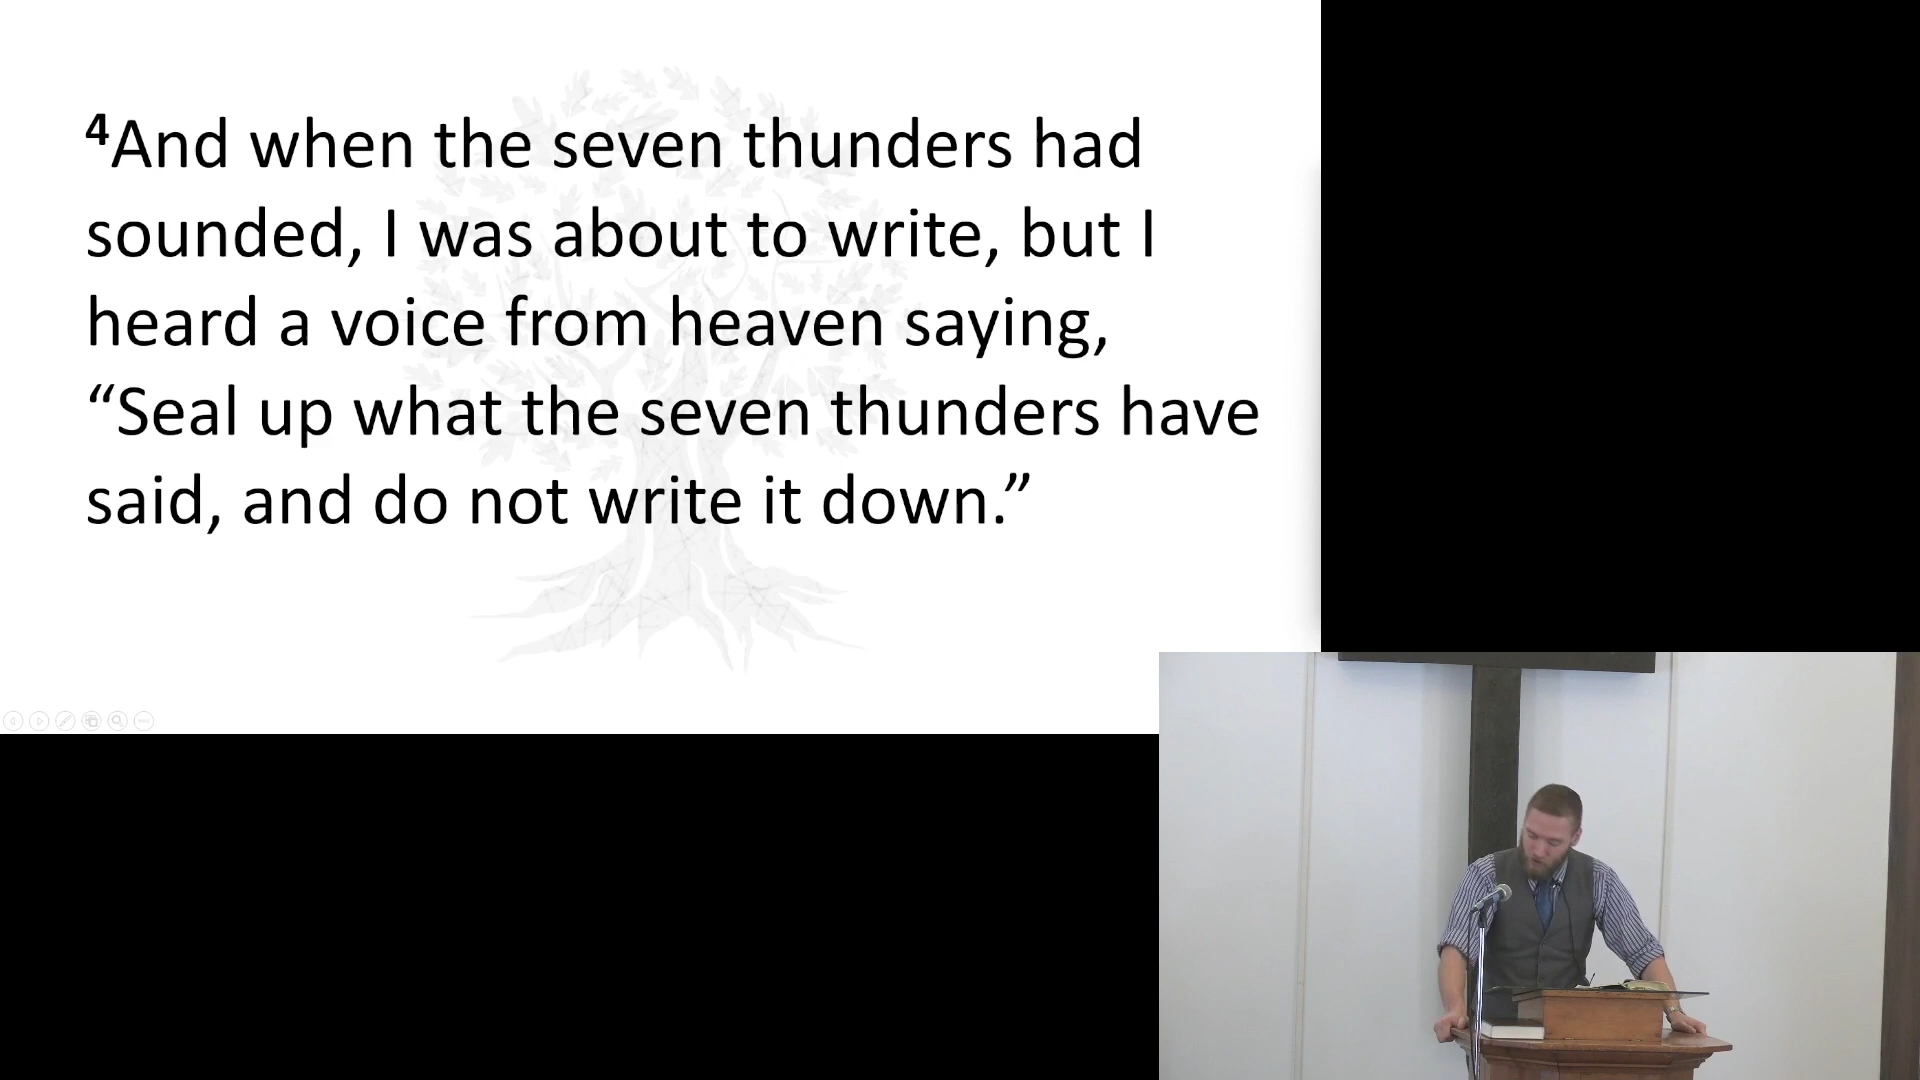 ⁴And when the seven thunders had
sounded, I was about to write, but I
heard a voice from heaven saying,
“Seal up what the seven thunders have
said, and do not write it down.”